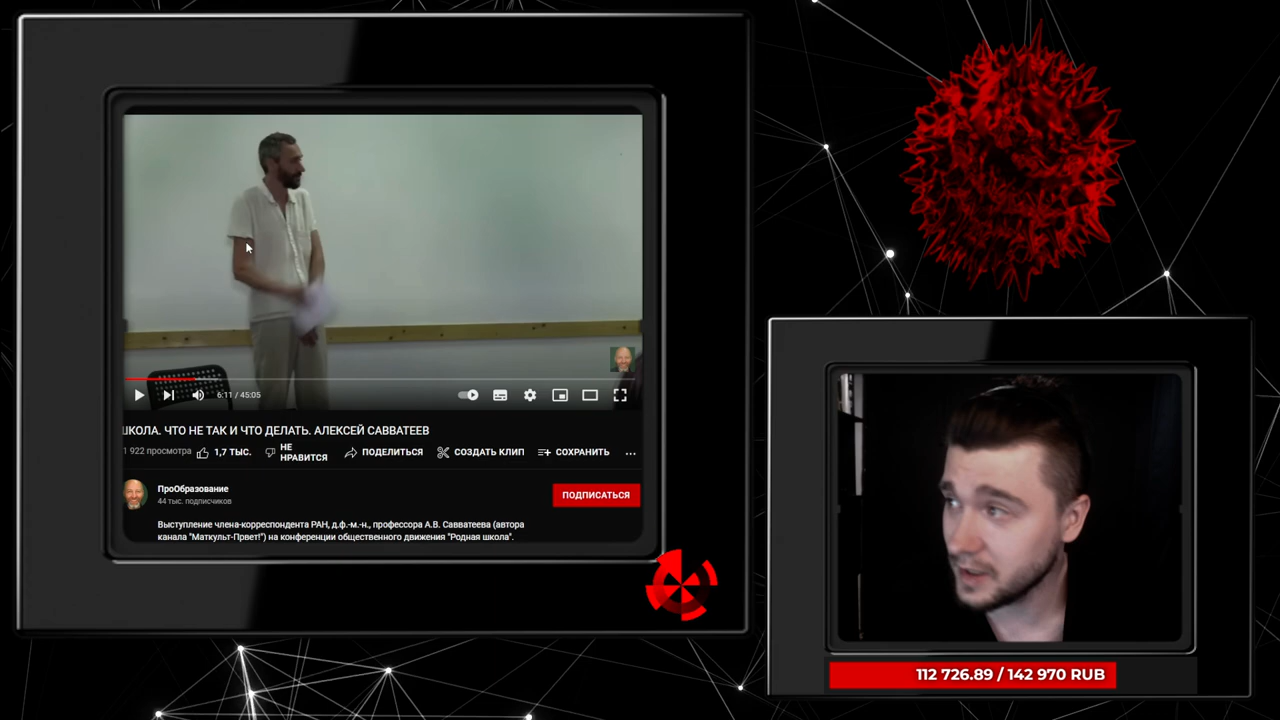 6:11 / 45:05
ШКОЛА. ЧТО НЕ ТАК И ЧТО ДЕЛАТЬ. АЛЕКСЕЙ САВВАТЕЕВ
1 922 просмотра 1,7 ТЫС. НЕ НРАВИТСЯ ПОДЕЛИТЬСЯ СОЗДАТЬ КЛИП СОХРАНИТЬ ...
ПроОбразование
44 тыс. подписчиков
ПОДПИСАТЬСЯ
Выступление члена-корреспондента РАН, д.ф.-м.н., профессора А.В. Савватеева (автора
канала "Маткульт-Првет!") на конференции общественного движения "Родная школа".
112 726.89 / 142 970 RUB